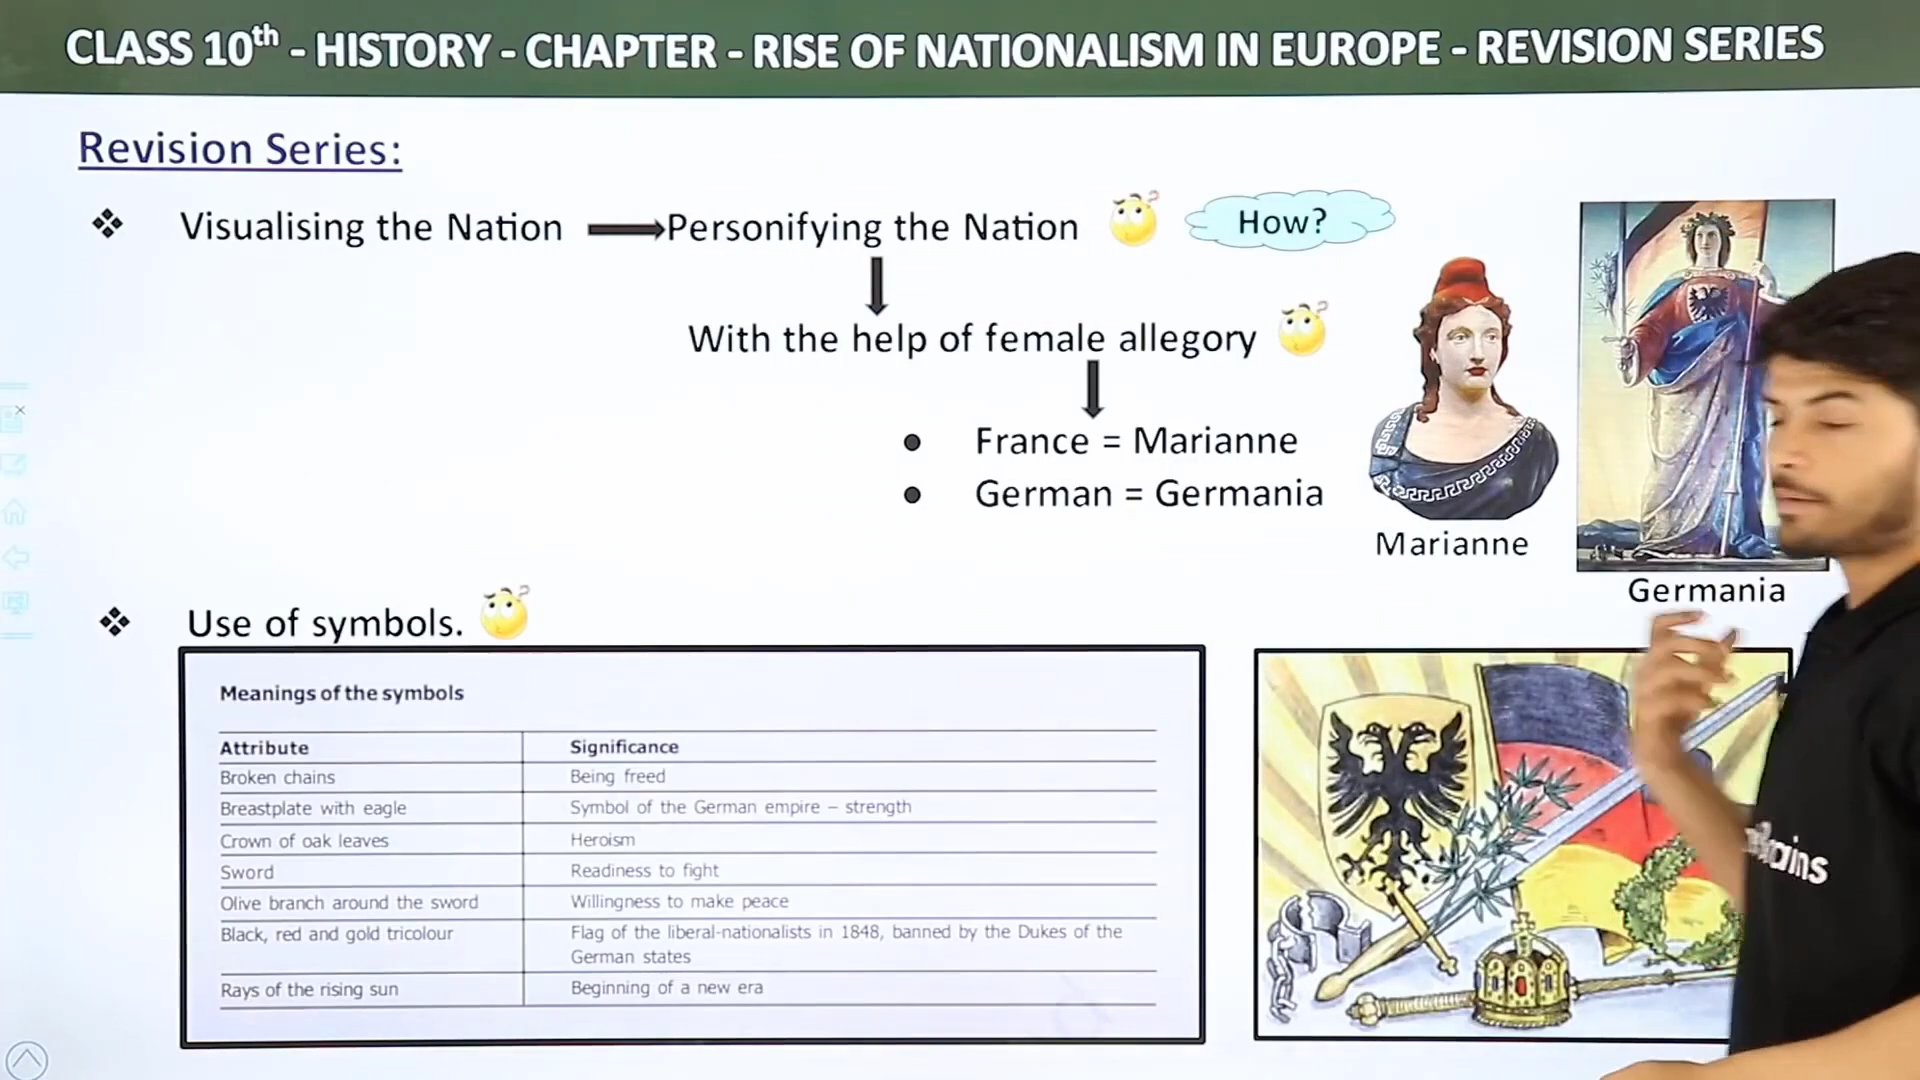 CLASS 10th - HISTORY - CHAPTER - RISE OF NATIONALISM IN EUROPE - REVISION SERIES
Revision Series:
❖ Visualising the Nation Personifying the Nation How?
With the help of female allegory
• France = Marianne
• German = Germania
Marianne
Germania
❖ Use of symbols.
Meanings of the symbols
Attribute Significance
Broken chains Being freed
Breastplate with eagle Symbol of the German empire – strength
Crown of oak leaves Heroism
Sword Readiness to fight
Olive branch around the sword Willingness to make peace
Black, red and gold tricolour Flag of the liberal-nationalists in 1848, banned by the Dukes of the
German states
Rays of the rising sun Beginning of a new era